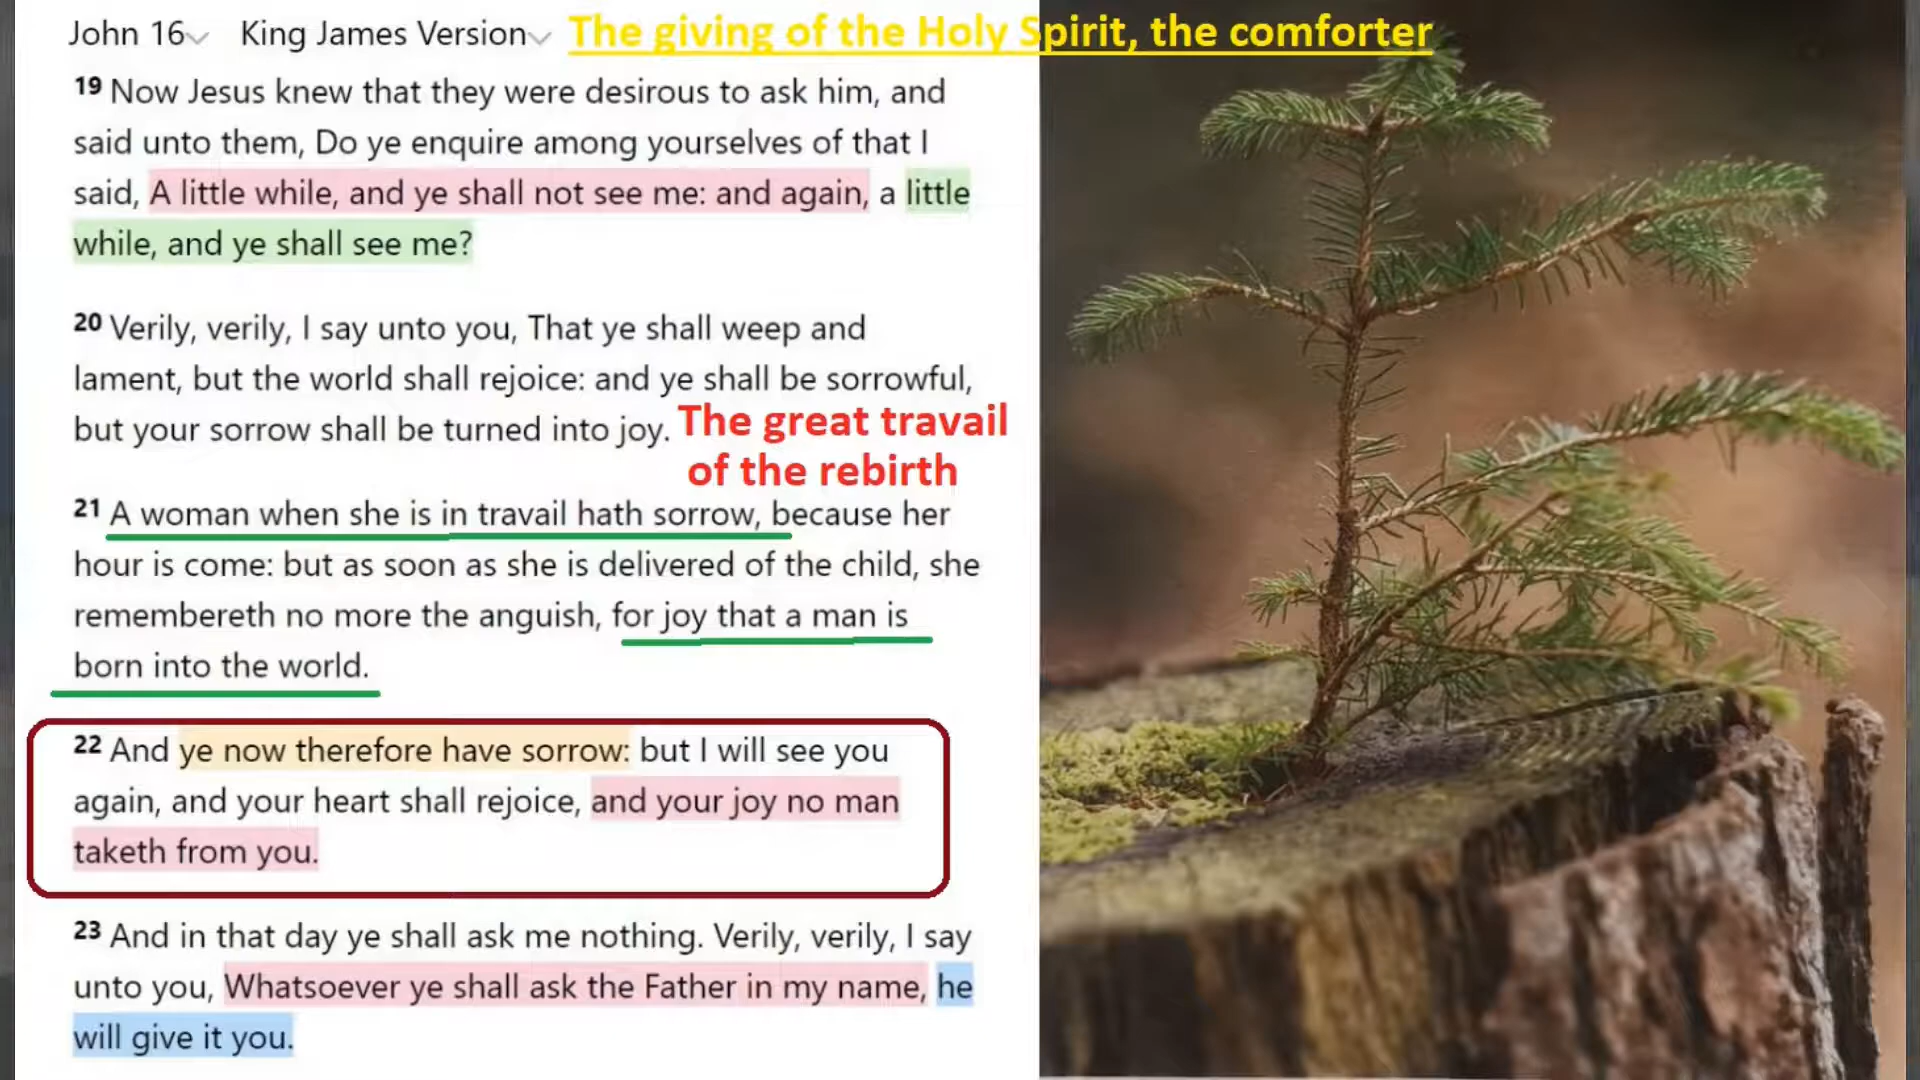 John 16 King James Version The giving of the Holy Spirit, the comforter
19 Now Jesus knew that they were desirous to ask him, and
said unto them, Do ye enquire among yourselves of that I
said, A little while, and ye shall not see me: and again, a little
while, and ye shall see me?
20 Verily, verily, I say unto you, That ye shall weep and
lament, but the world shall rejoice: and ye shall be sorrowful,
but your sorrow shall be turned into joy.
The great travail
of the rebirth
21 A woman when she is in travail hath sorrow, because her
hour is come: but as soon as she is delivered of the child, she
remembereth no more the anguish, for joy that a man is
born into the world.
22 And ye now therefore have sorrow: but I will see you
again, and your heart shall rejoice, and your joy no man
taketh from you.
23 And in that day ye shall ask me nothing. Verily, verily, I say
unto you, Whatsoever ye shall ask the Father in my name, he
will give it you.